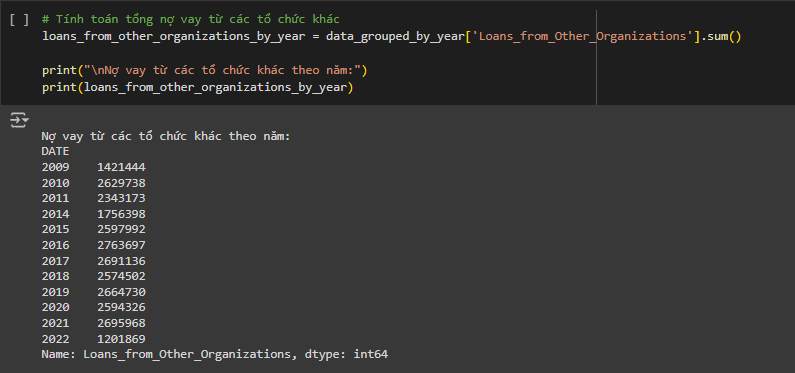 [ ] # Tính toán tổng nợ vay từ các tổ chức khác
loans_from_other_organizations_by_year = data_grouped_by_year['Loans_from_Other_Organizations'].sum()
print("\nNợ vay từ các tổ chức khác theo năm:")
print(loans_from_other_organizations_by_year)
Nợ vay từ các tổ chức khác theo năm:
DATE
2009    1421444
2010    2629738
2011    2343173
2014    1756398
2015    2597992
2016    2763697
2017    2691136
2018    2574502
2019    2664730
2020    2594326
2021    2695968
2022    1201869
Name: Loans_from_Other_Organizations, dtype: int64